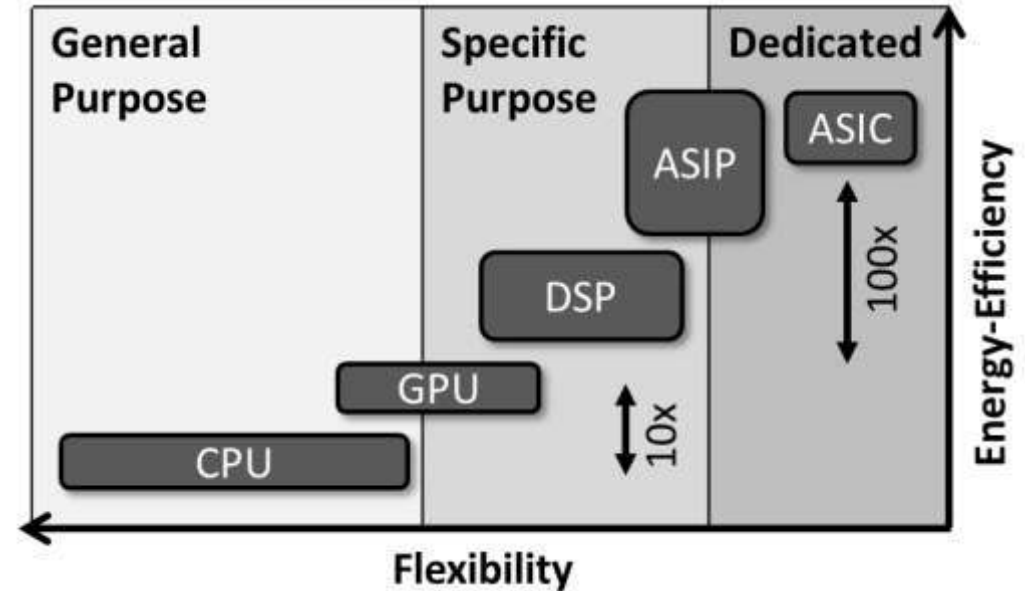 General
Purpose
Specific
Purpose
Dedicated
ASIP
ASIC
DSP
100x
GPU
10x
CPU
Energy-Efficiency
Flexibility